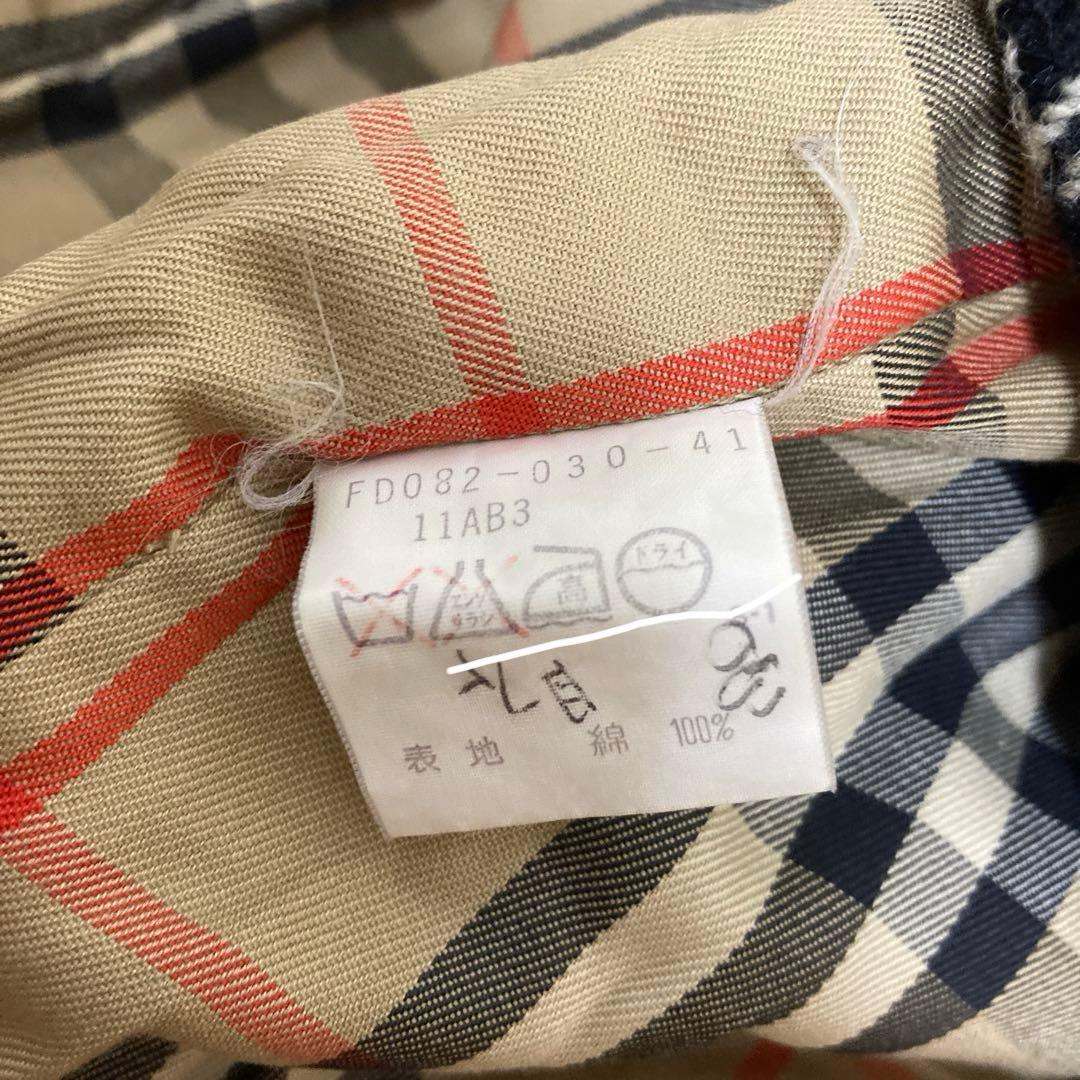 FD082-030-41
11AB3
エンソ サラシ 高 ドライ
表地 綿 100%